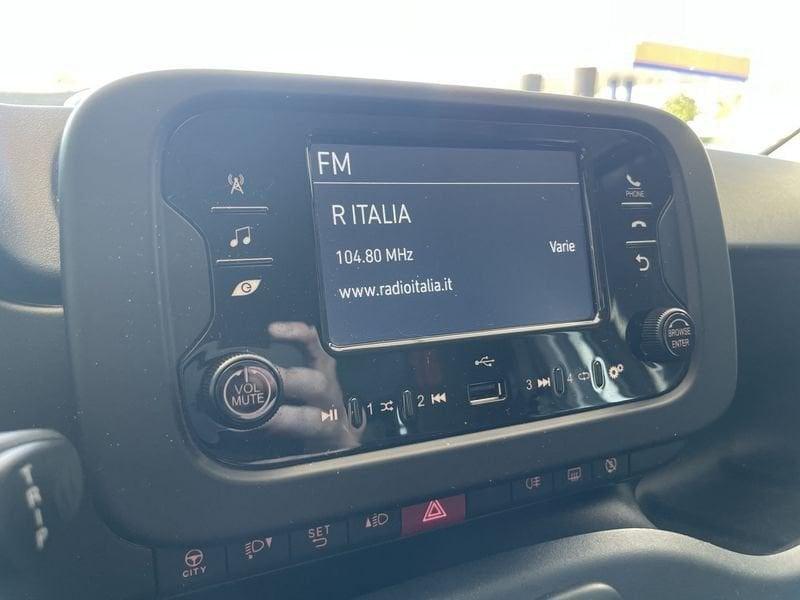 FM
R ITALIA
104.80 MHz
Varie
www.radioitalia.it
PHONE
BROWSE
ENTER
VOL
MUTE
1
2
3
4
TRIP
CITY
SET